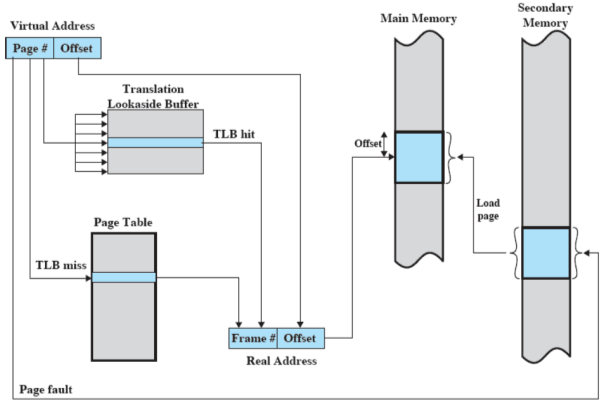 Virtual Address
Page # Offset
Translation
Lookaside Buffer
TLB hit
Page Table
TLB miss
Frame # Offset
Real Address
Page fault
Main Memory
Offset
Load
page
Secondary
Memory